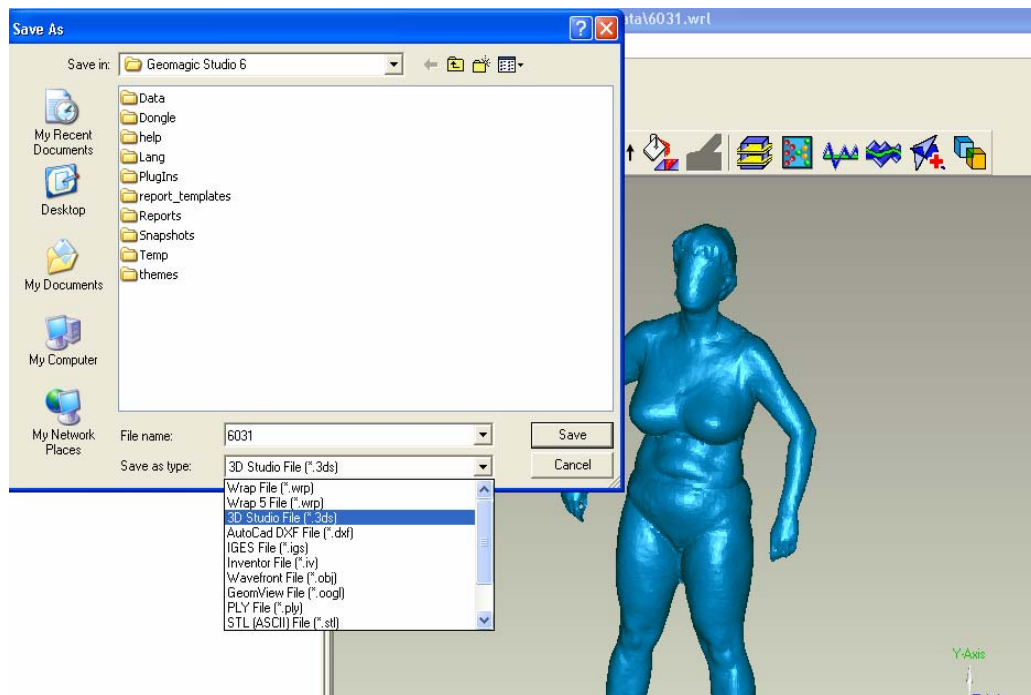 Save As
ata\6031.wrl
Save in:
Geomagic Studio 6
My Recent
Documents
Desktop
My Documents
My Computer
My Network
Places
Data
Dongle
help
Lang
PlugIns
report_templates
Reports
Snapshots
Temp
themes
File name:
6031
Save
Save as type:
3D Studio File (*.3ds)
Cancel
Wrap File (*.wrp)
Wrap 5 File (*.wrp)
3D Studio File (*.3ds)
AutoCad DXF File (*.dxf)
IGES File (*.igs)
Inventor File (*.iv)
Wavefront File (*.obj)
GeomView File (*.oogl)
PLY File (*.ply)
STL (ASCII) File (*.stl)
Y-Axis